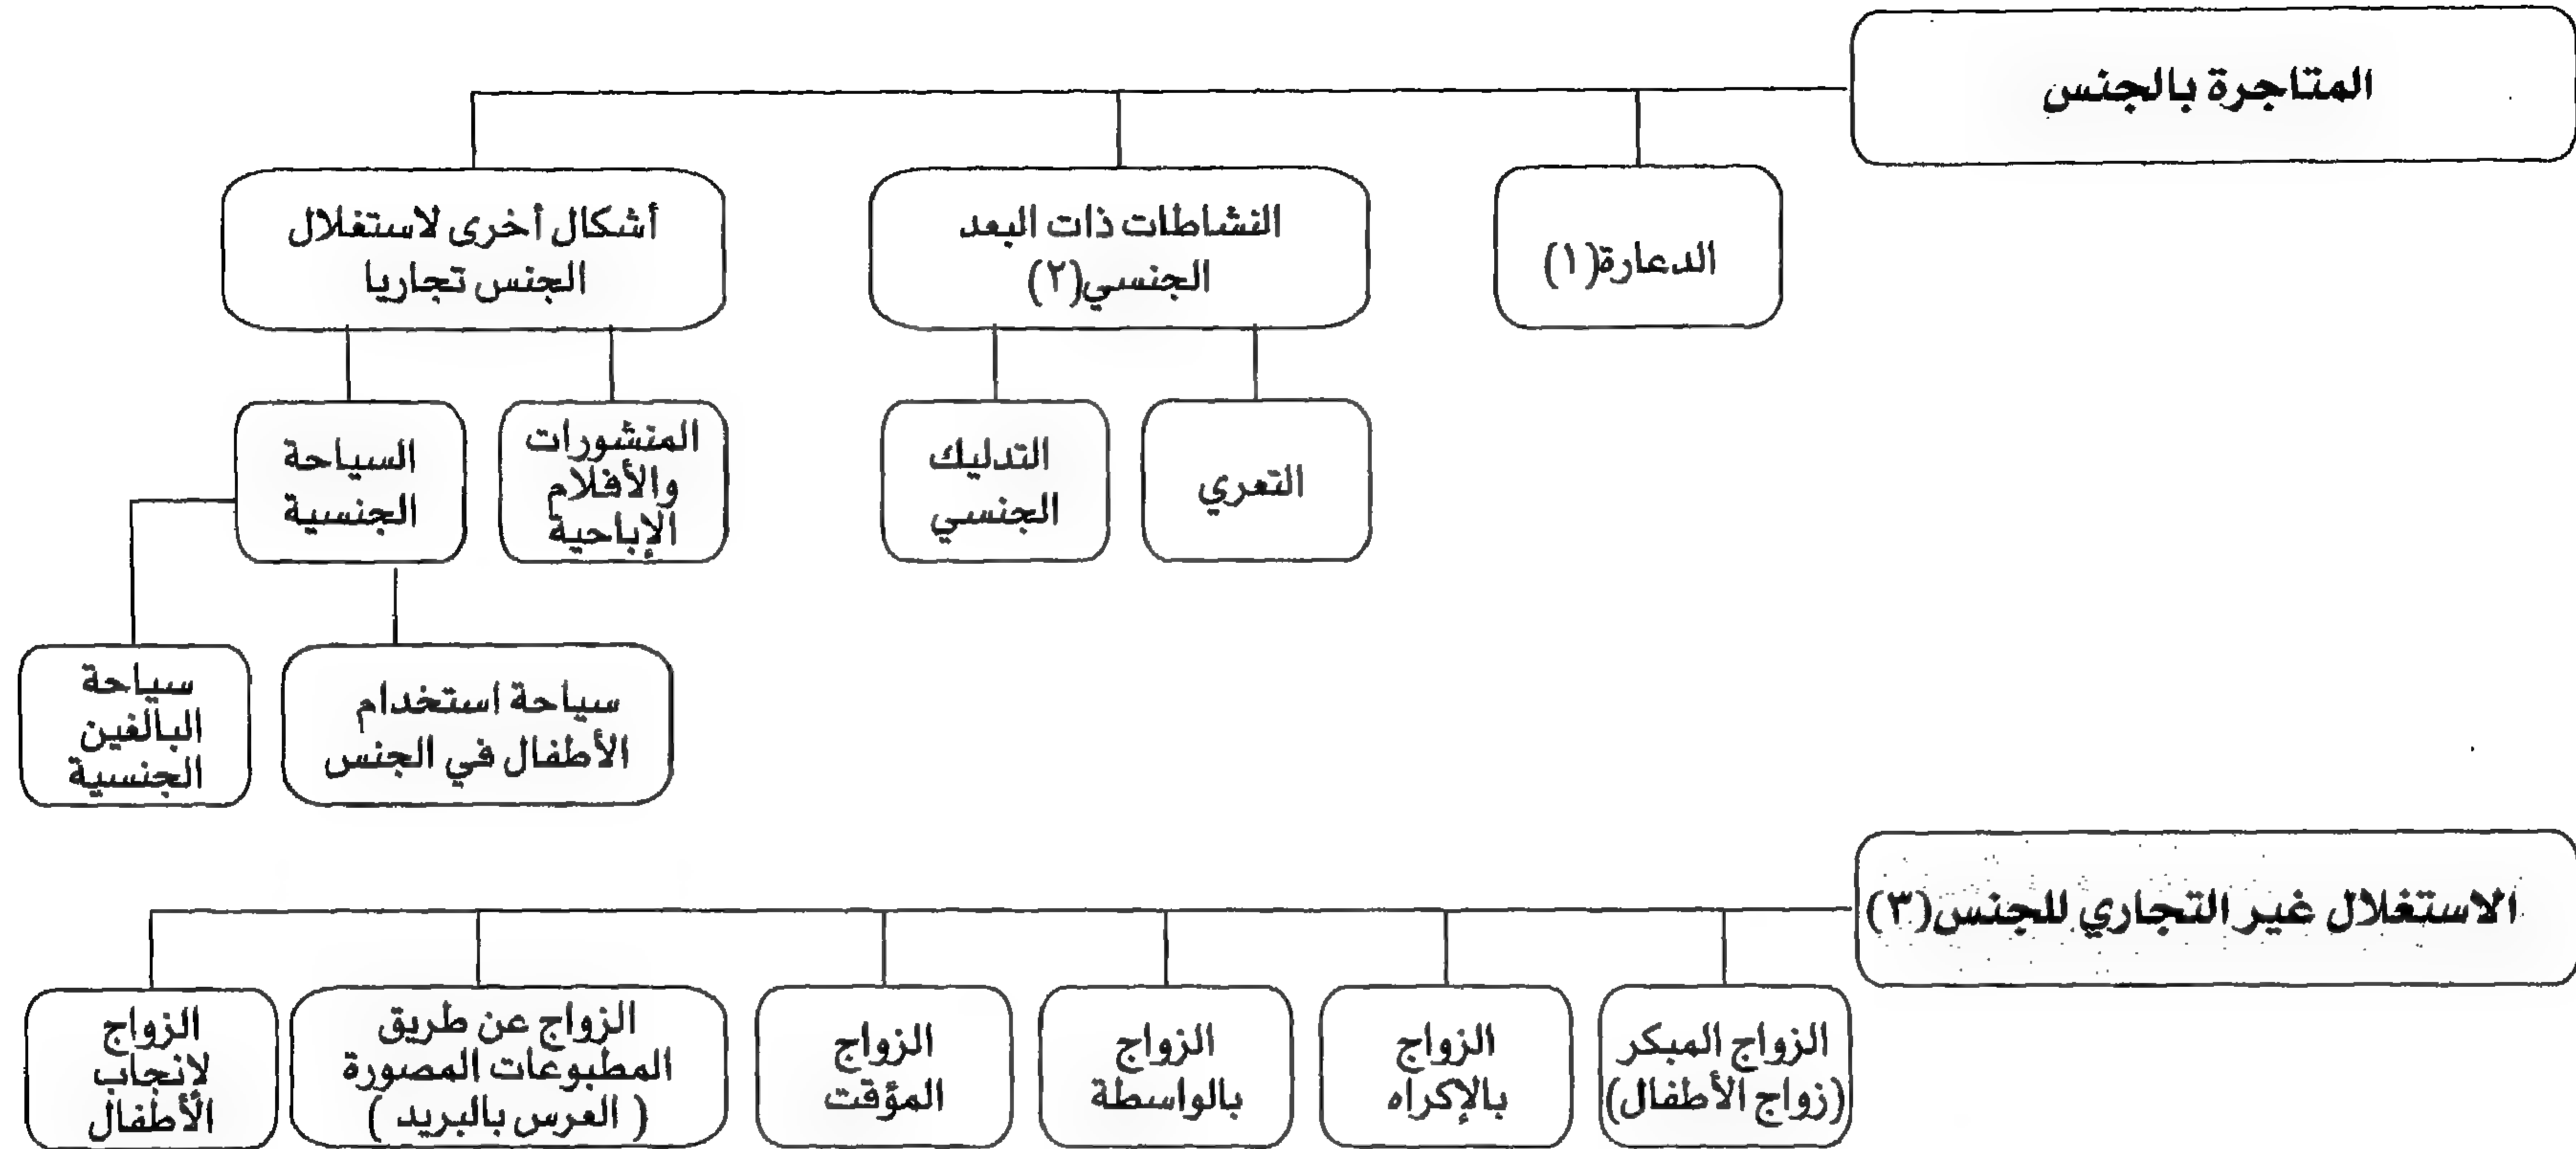 المتاجرة بالجنس
الدعارة(١)
النشاطات ذات البعد
الجنسي(٢)
أشكال أخرى لاستغلال
الجنس تجاريا
التعري
التدليك
الجنسي
المنشورات
والأفلام
الإباحية
السياحة
الجنسية
سياحة استخدام
الأطفال في الجنس
سياحة
البالغين
الجنسية
الاستغلال غير التجاري للجنس(٣)
الزواج المبكر
(زواج الأطفال)
الزواج
بالإكراه
الزواج
بالواسطة
الزواج
المؤقت
الزواج عن طريق
المطبوعات المصورة
( العرس بالبريد )
الزواج
لانجاب
الأطفال